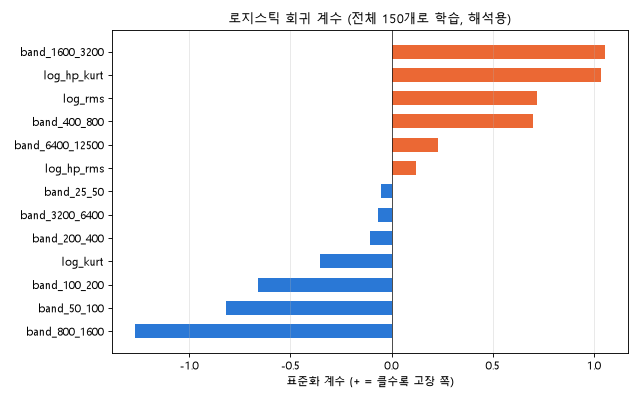 로지스틱 회귀 계수 (전체 150개로 학습, 해석용)
band_1600_3200
log_hp_kurt
log_rms
band_400_800
band_6400_12500
log_hp_rms
band_25_50
band_3200_6400
band_200_400
log_kurt
band_100_200
band_50_100
band_800_1600
-1.0 -0.5 0.0 0.5 1.0
표준화 계수 (+ = 클수록 고장 쪽)